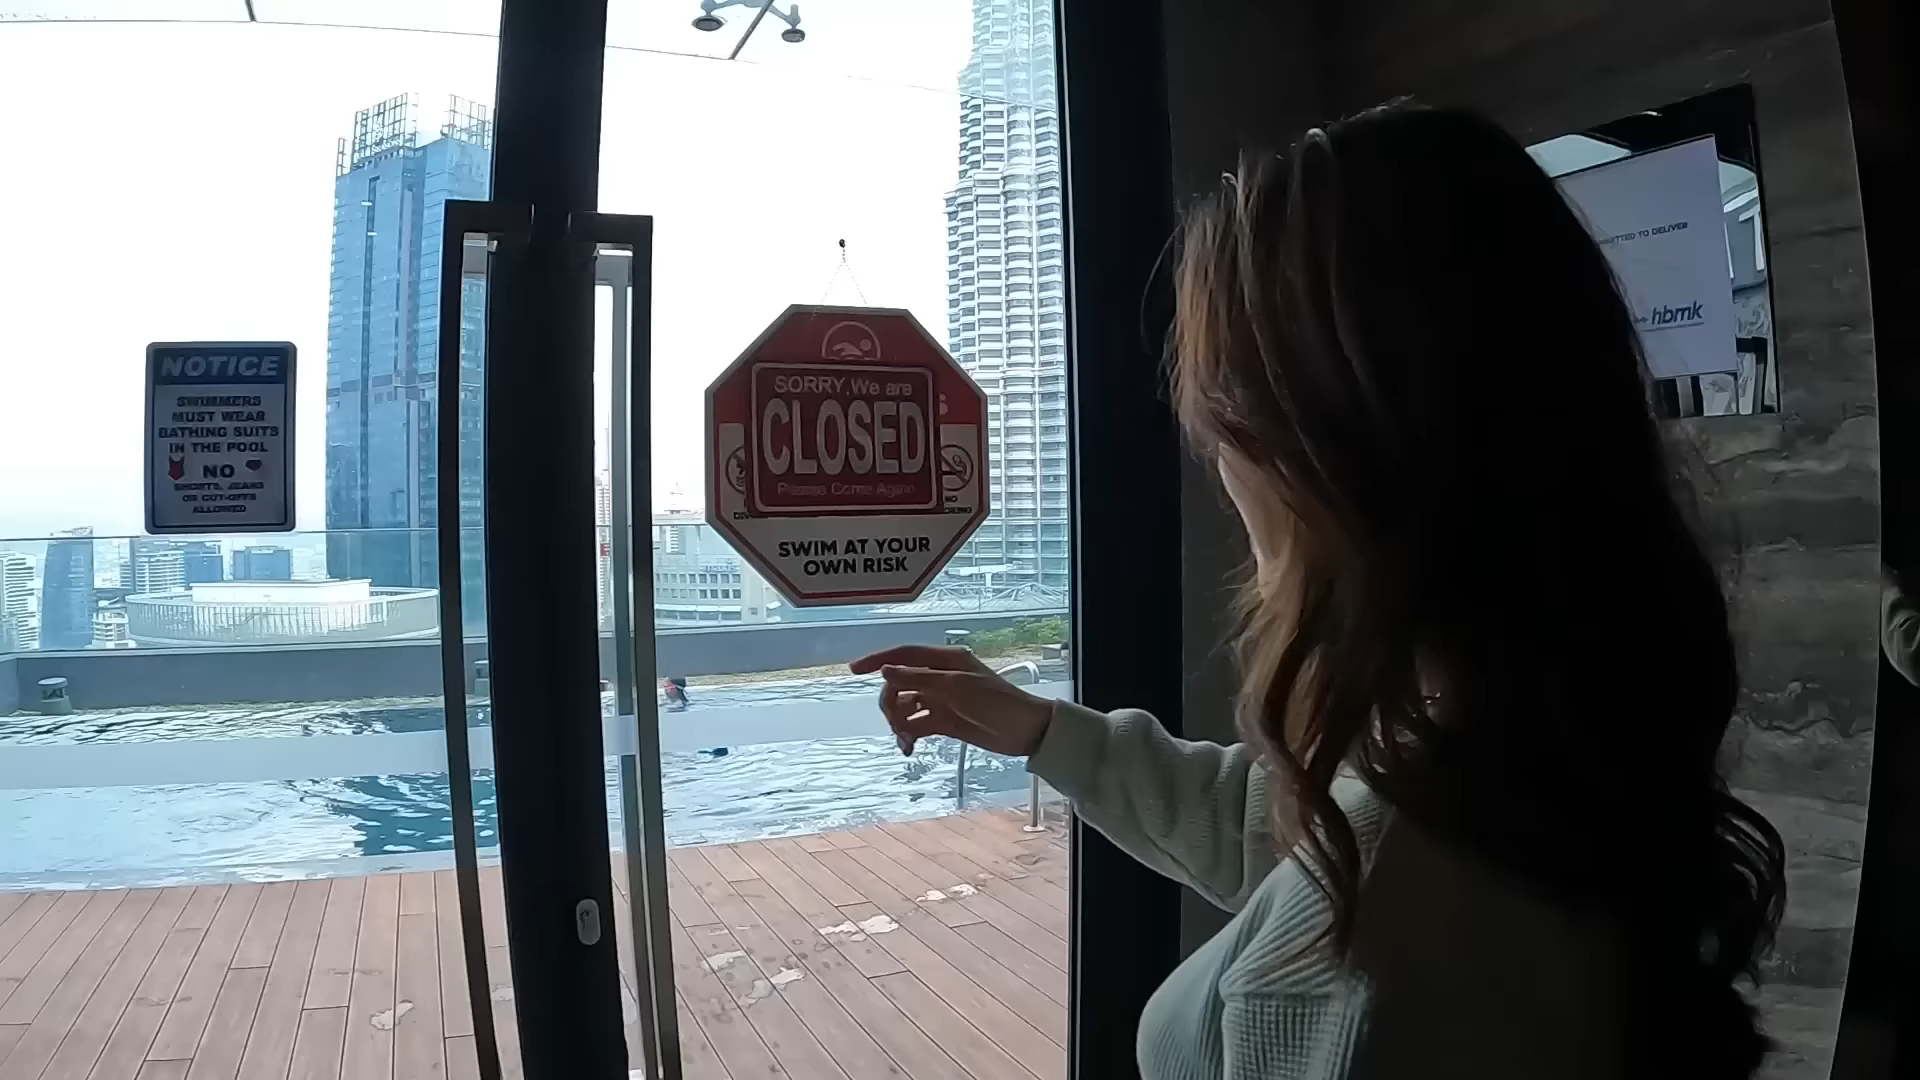 NOTICE
SWIMMERS
MUST WEAR
BATHING SUITS
IN THE POOL
NO
SHORTS, JEANS
OR CUT-OFFS
ALLOWED
SORRY,We are
CLOSED
Please Come Again
NO
SWIM AT YOUR
OWN RISK
TO DELIVER
hbmk